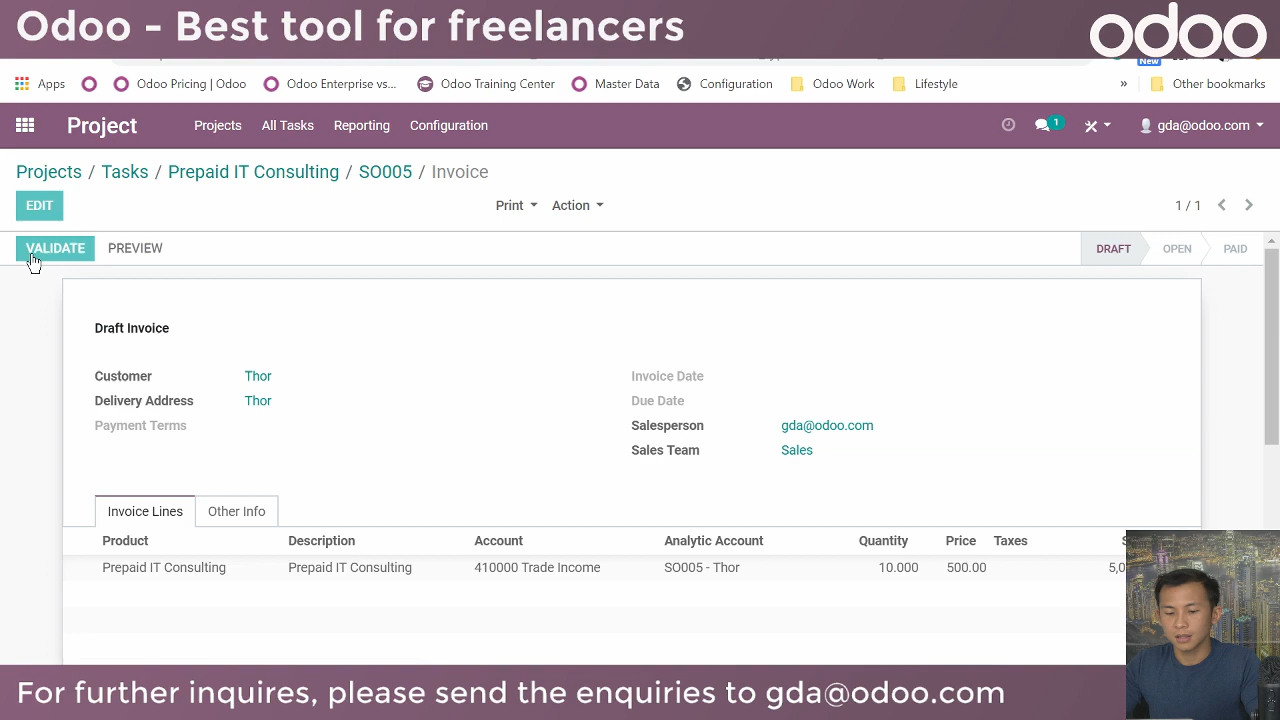 Odoo - Best tool for freelancers
odoo
New
Apps Odoo Pricing | Odoo Odoo Enterprise vs... Odoo Training Center Master Data Configuration Odoo Work Lifestyle » Other bookmarks
Project Projects All Tasks Reporting Configuration 1 gda@odoo.com
Projects / Tasks / Prepaid IT Consulting / SO005 / Invoice
EDIT Print Action 1 / 1
VALIDATE PREVIEW DRAFT OPEN PAID
Draft Invoice
Customer Thor Invoice Date
Delivery Address Thor Due Date
Payment Terms Salesperson gda@odoo.com
Sales Team Sales
Invoice Lines Other Info
Product Description Account Analytic Account Quantity Price Taxes
Prepaid IT Consulting Prepaid IT Consulting 410000 Trade Income SO005 - Thor 10.000 500.00
For further inquires, please send the enquiries to gda@odoo.com